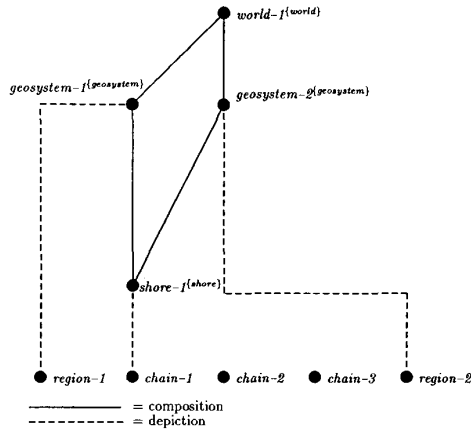 world–1{world}
geosystem–1{geosystem}
geosystem–2{geosystem}
shore–1{shore}
region–1 chain–1 chain–2 chain–3 region–2
= composition
= depiction